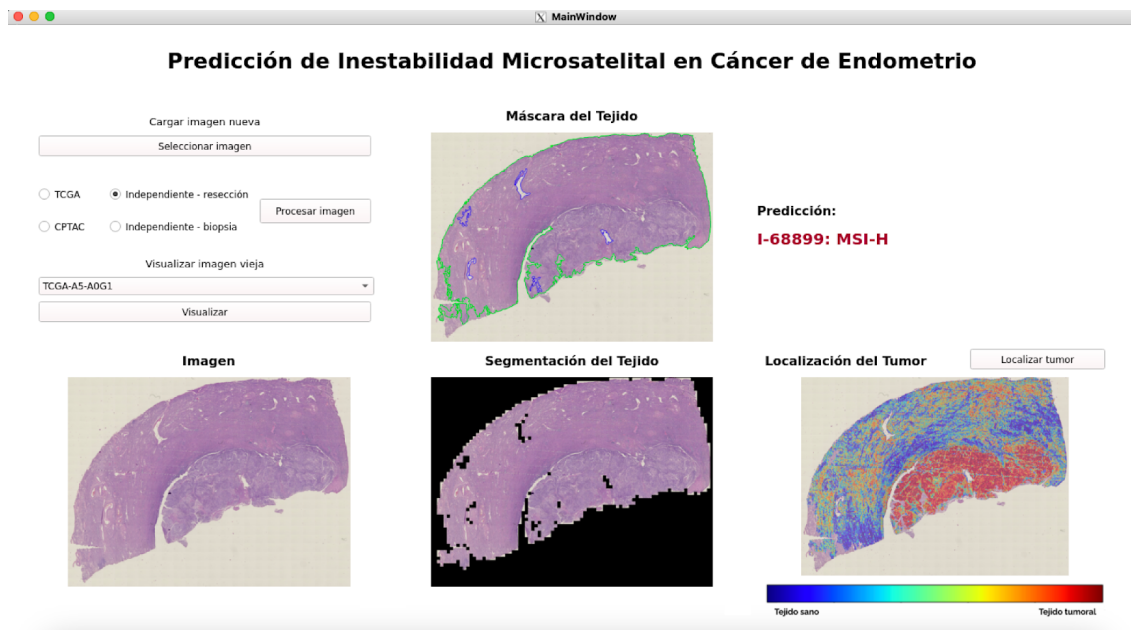 MainWindow
Predicción de Inestabilidad Microsatelital en Cáncer de Endometrio
Cargar imagen nueva
Seleccionar imagen
TCGA
Independiente - resección
CPTAC
Independiente - biopsia
Procesar imagen
Visualizar imagen vieja
TCGA-A5-A0G1
Visualizar
Máscara del Tejido
Predicción:
I-68899: MSI-H
Imagen
Segmentación del Tejido
Localización del Tumor
Localizar tumor
Tejido sano
Tejido tumoral